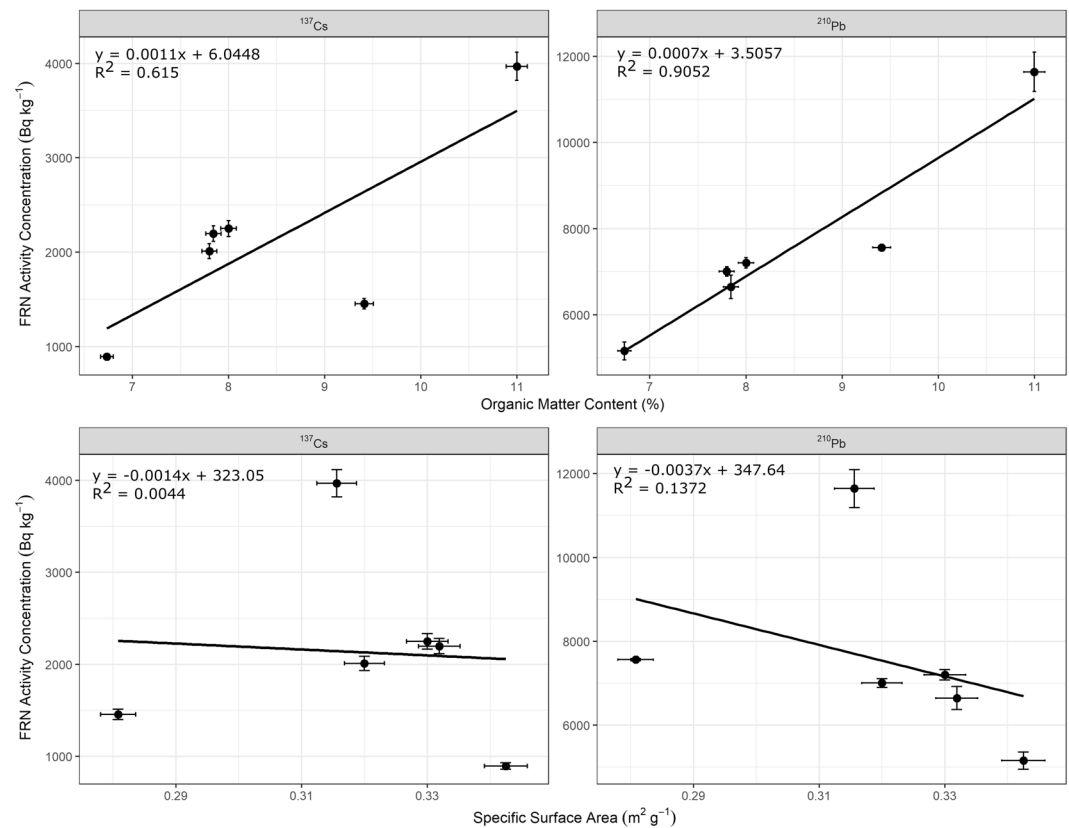 ¹³⁷Cs
²¹⁰Pb
y = 0.0011x + 6.0448
R² = 0.615
y = 0.0007x + 3.5057
R² = 0.9052
FRN Activity Concentration (Bq kg⁻¹)
4000
3000
2000
1000
12000
10000
8000
6000
7 8 9 10 11
7 8 9 10 11
Organic Matter Content (%)
¹³⁷Cs
²¹⁰Pb
y = -0.0014x + 323.05
R² = 0.0044
y = -0.0037x + 347.64
R² = 0.1372
FRN Activity Concentration (Bq kg⁻¹)
4000
3000
2000
1000
12000
10000
8000
6000
0.29 0.31 0.33
0.29 0.31 0.33
Specific Surface Area (m² g⁻¹)